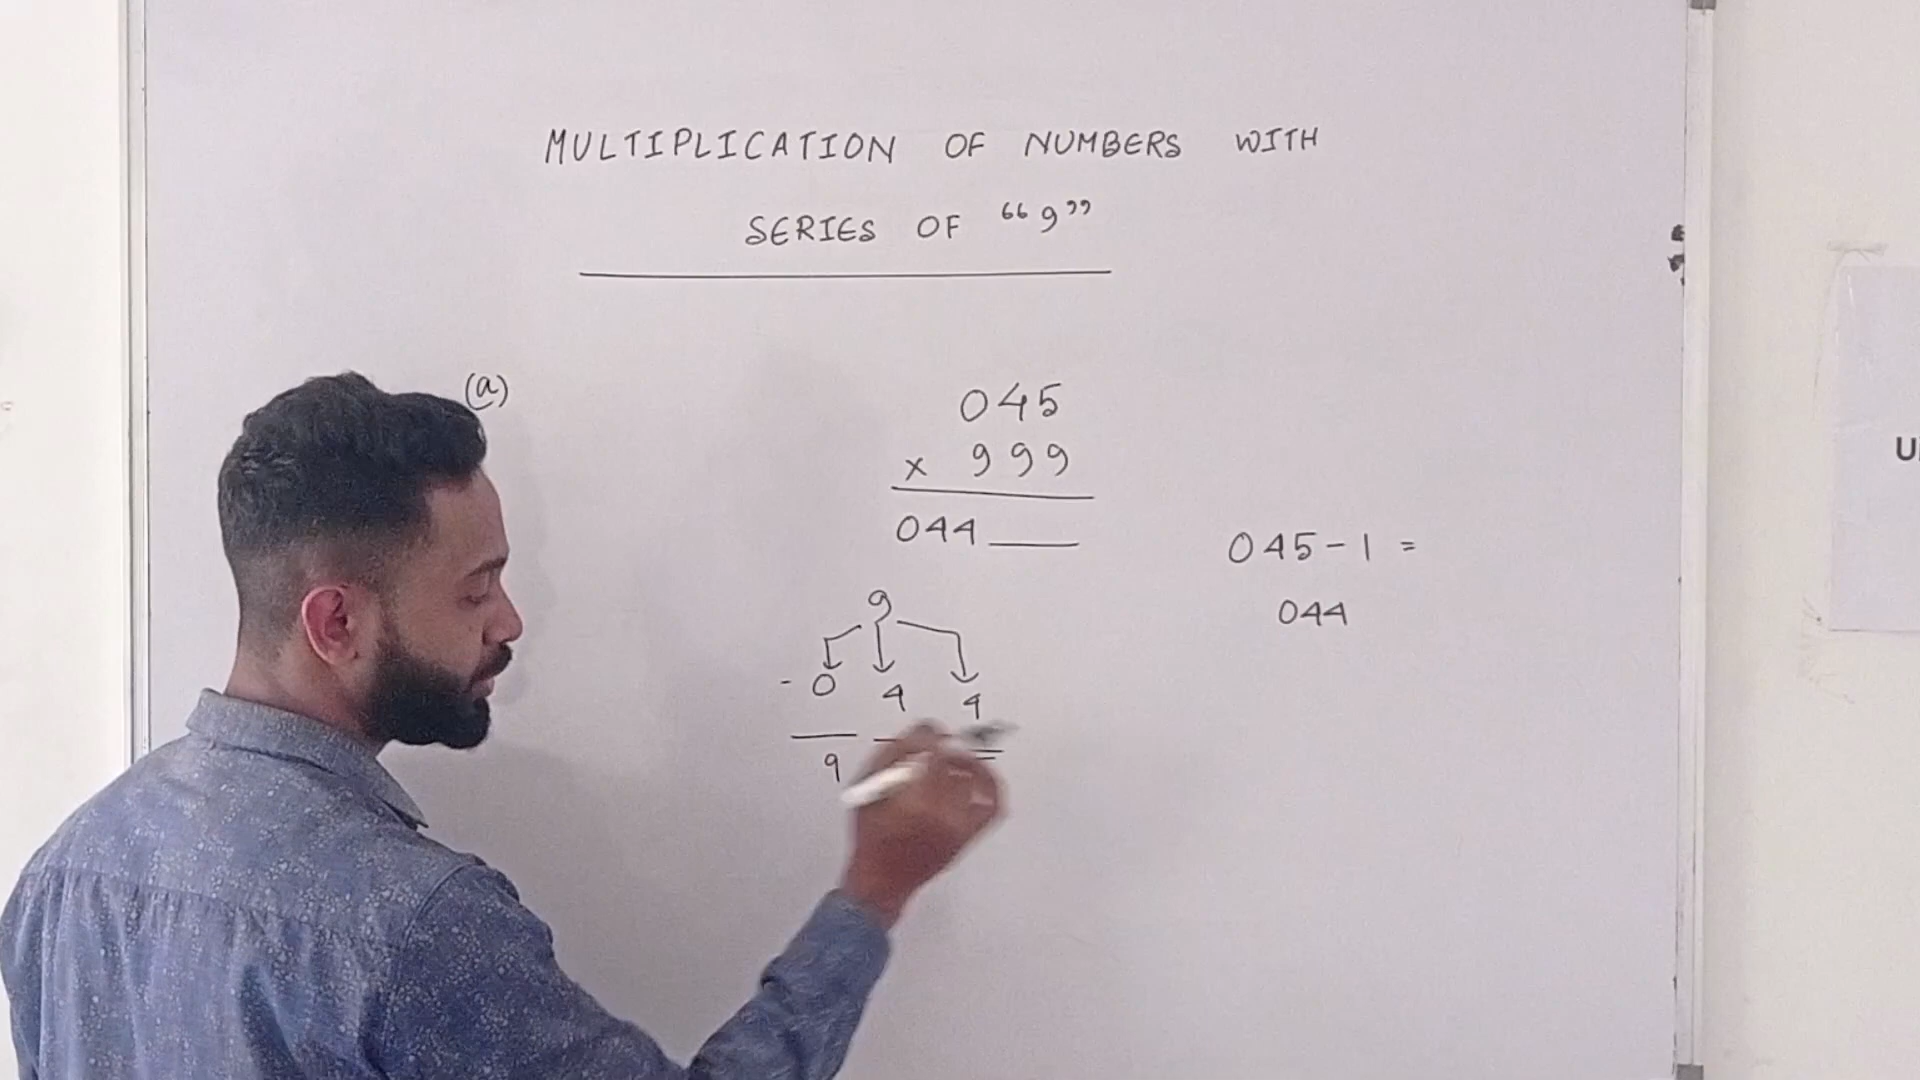 MULTIPLICATION OF NUMBERS WITH
SERIES OF “9”
(a)
045
x 999
044
045-1 =
044
9
- 0 4 4
9